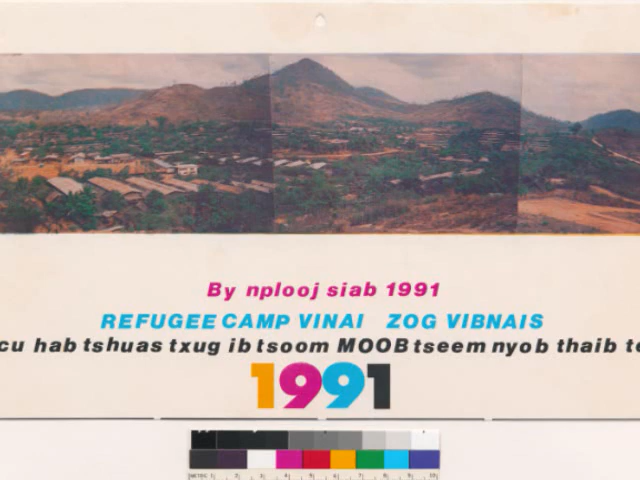 By nplooj siab 1991
REFUGEE CAMP VINAI ZOG VIBNAIS
cu hab tshuas txug ib tsoom MOOB tseem nyob thaib te
1991